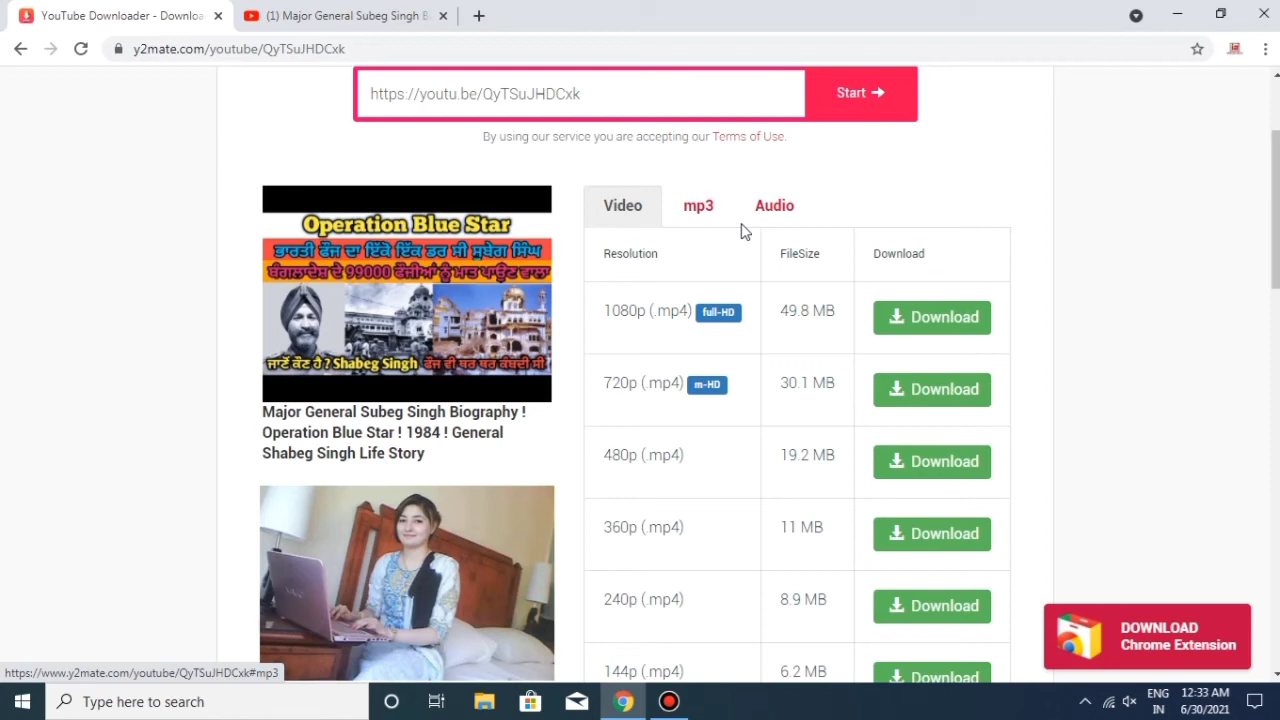 YouTube Downloader - Downloa
(1) Major General Subeg Singh B
y2mate.com/youtube/QyTSuJHDCxk
https://youtu.be/QyTSuJHDCxk
Start
By using our service you are accepting our Terms of Use.
Operation Blue Star
ਭਾਰਤੀ ਫੌਜ ਦਾ ਇੱਕੋ ਇੱਕ ਡਰ ਸੀ ਸੁਬੇਗ ਸਿੰਘ
ਬੰਗਲਾਦੇਸ਼ ਦੇ 99000 ਫੌਜੀਆਂ ਨੂੰ ਮਾਤ ਪਾਉਣ ਵਾਲਾ
ਜਾਣੋਂ ਕੌਣ ਹੈ ? Shabeg Singh ਫੌਜ ਵੀ ਥਰ ਥਰ ਕੰਬਦੀ ਸੀ
Major General Subeg Singh Biography !
Operation Blue Star ! 1984 ! General
Shabeg Singh Life Story
Video mp3 Audio
Resolution FileSize Download
1080p (.mp4) full-HD 49.8 MB Download
720p (.mp4) m-HD 30.1 MB Download
480p (.mp4) 19.2 MB Download
360p (.mp4) 11 MB Download
240p (.mp4) 8.9 MB Download
144p (.mp4) 6.2 MB Download
DOWNLOAD
Chrome Extension
https://www.y2mate.com/youtube/QyTSuJHDCxk#mp3
Type here to search
ENG
IN
12:33 AM
6/30/2021